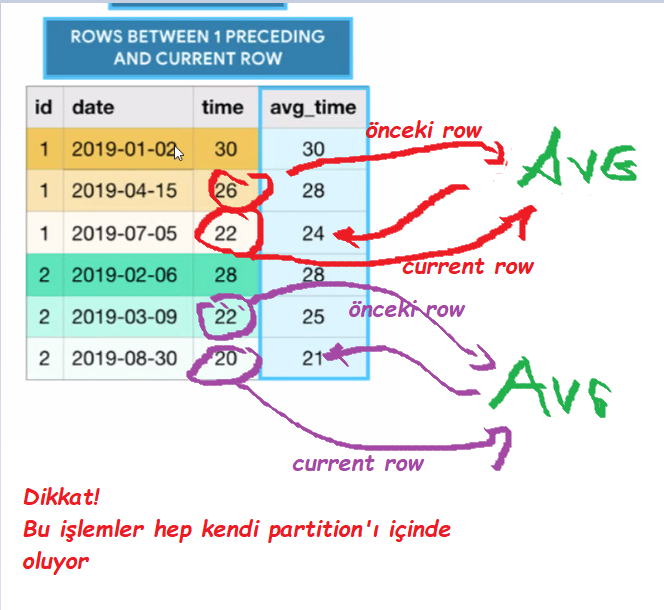 ROWS BETWEEN 1 PRECEDING
AND CURRENT ROW
id date time avg_time
1 2019-01-02 30 30
1 2019-04-15 26 28
1 2019-07-05 22 24
2 2019-02-06 28 28
2 2019-03-09 22 25
2 2019-08-30 20 21
önceki row
AVG
current row
önceki row
AVG
current row
Dikkat!
Bu işlemler hep kendi partition'ı içinde
oluyor